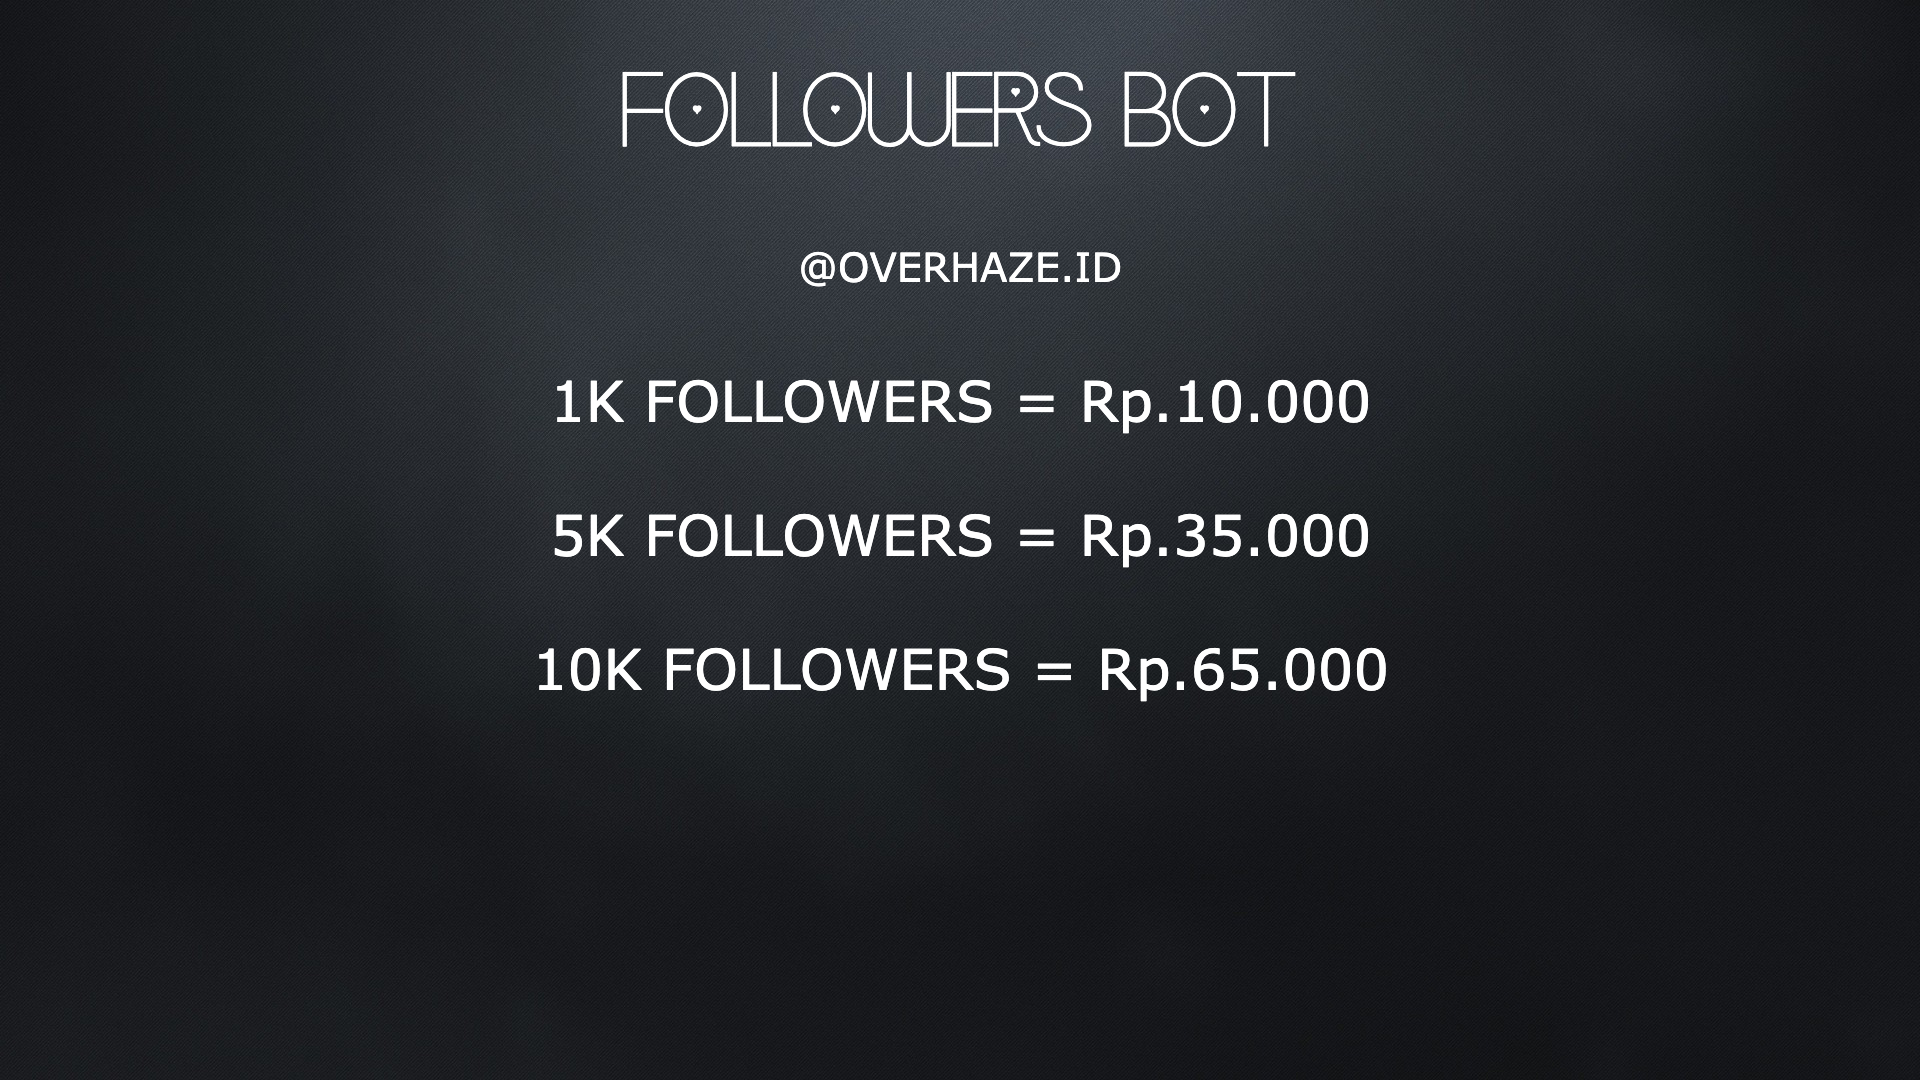 FOLLOWERS BOT
@OVERHAZE.ID
1K FOLLOWERS = Rp.10.000
5K FOLLOWERS = Rp.35.000
10K FOLLOWERS = Rp.65.000